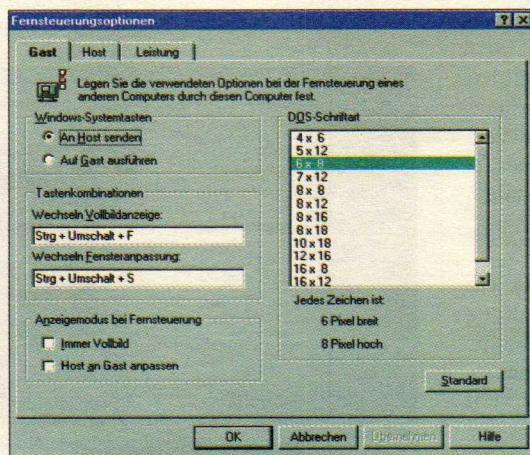 Fernsteuerungsoptionen
Gast
Host
Leistung
Legen Sie die verwendeten Optionen bei der Fernsteuerung eines
anderen Computers durch diesen Computer fest.
Windows-Systemtasten
An Host senden
Auf Gast ausführen
Tastenkombinationen
Wechseln Vollbildanzeige:
Strg + Umschalt + F
Wechseln Fensteranpassung:
Strg + Umschalt + S
Anzeigemodus bei Fernsteuerung
Immer Vollbild
Host an Gast anpassen
DOS-Schriftart
4 x 6
5 x 12
6 x 8
7 x 12
8 x 8
8 x 12
8 x 16
8 x 18
10 x 18
12 x 16
16 x 8
16 x 12
Jedes Zeichen ist:
6 Pixel breit
8 Pixel hoch
Standard
OK
Abbrechen
Übernehmen
Hilfe